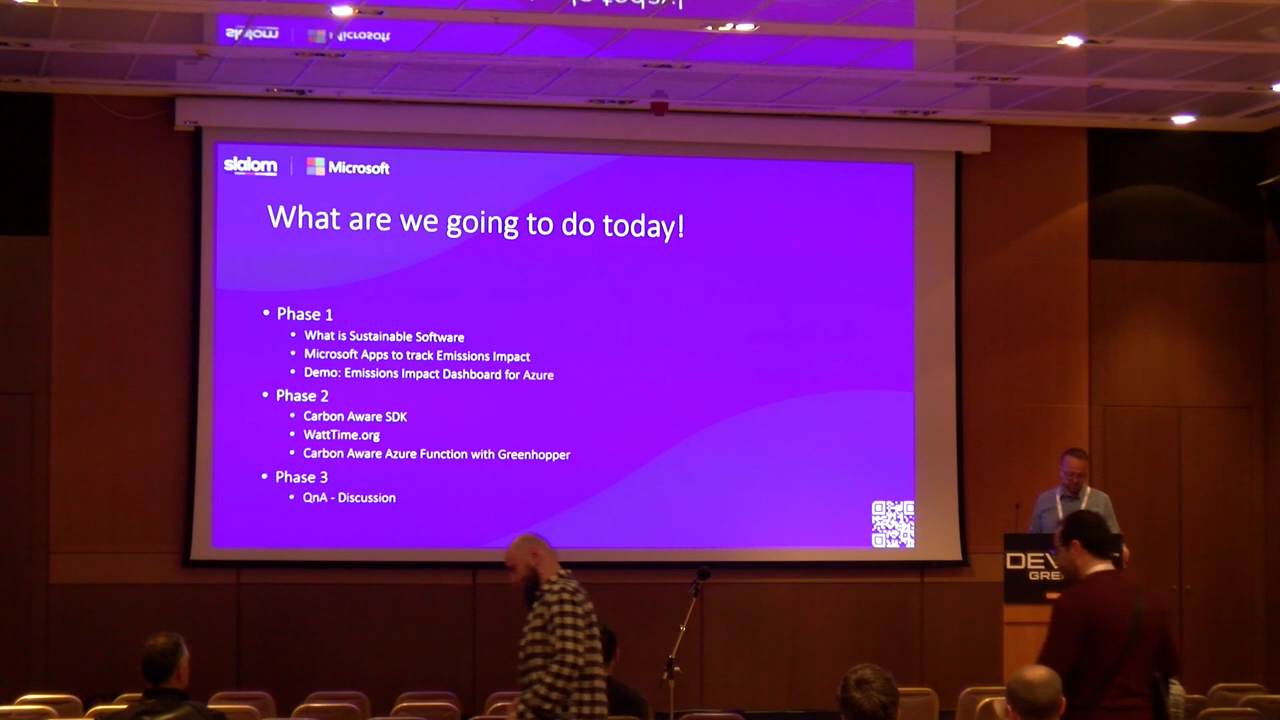 slalom | Microsoft
What are we going to do today!
• Phase 1
• What is Sustainable Software
• Microsoft Apps to track Emissions Impact
• Demo: Emissions Impact Dashboard for Azure
• Phase 2
• Carbon Aware SDK
• WattTime.org
• Carbon Aware Azure Function with Greenhopper
• Phase 3
• QnA - Discussion
DEV
GRE